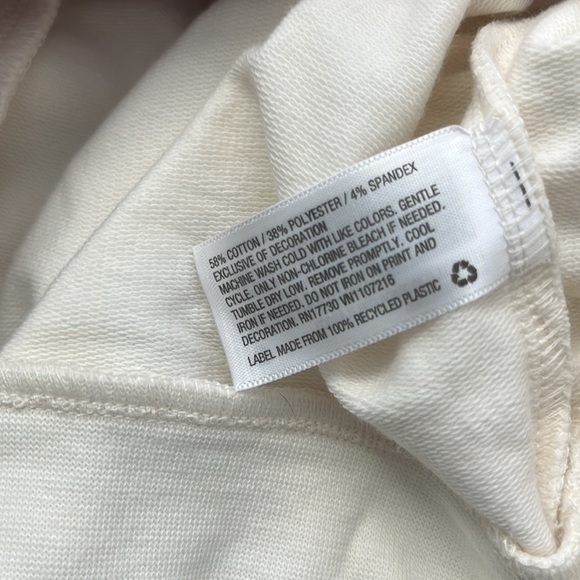 58% COTTON / 38% POLYESTER / 4% SPANDEX
EXCLUSIVE OF DECORATION
MACHINE WASH COLD WITH LIKE COLORS. GENTLE
CYCLE. ONLY NON-CHLORINE BLEACH IF NEEDED.
TUMBLE DRY LOW. REMOVE PROMPTLY. COOL
IRON IF NEEDED. DO NOT IRON ON PRINT AND
DECORATION. RN17730 VN1107216
LABEL MADE FROM 100% RECYCLED PLASTIC